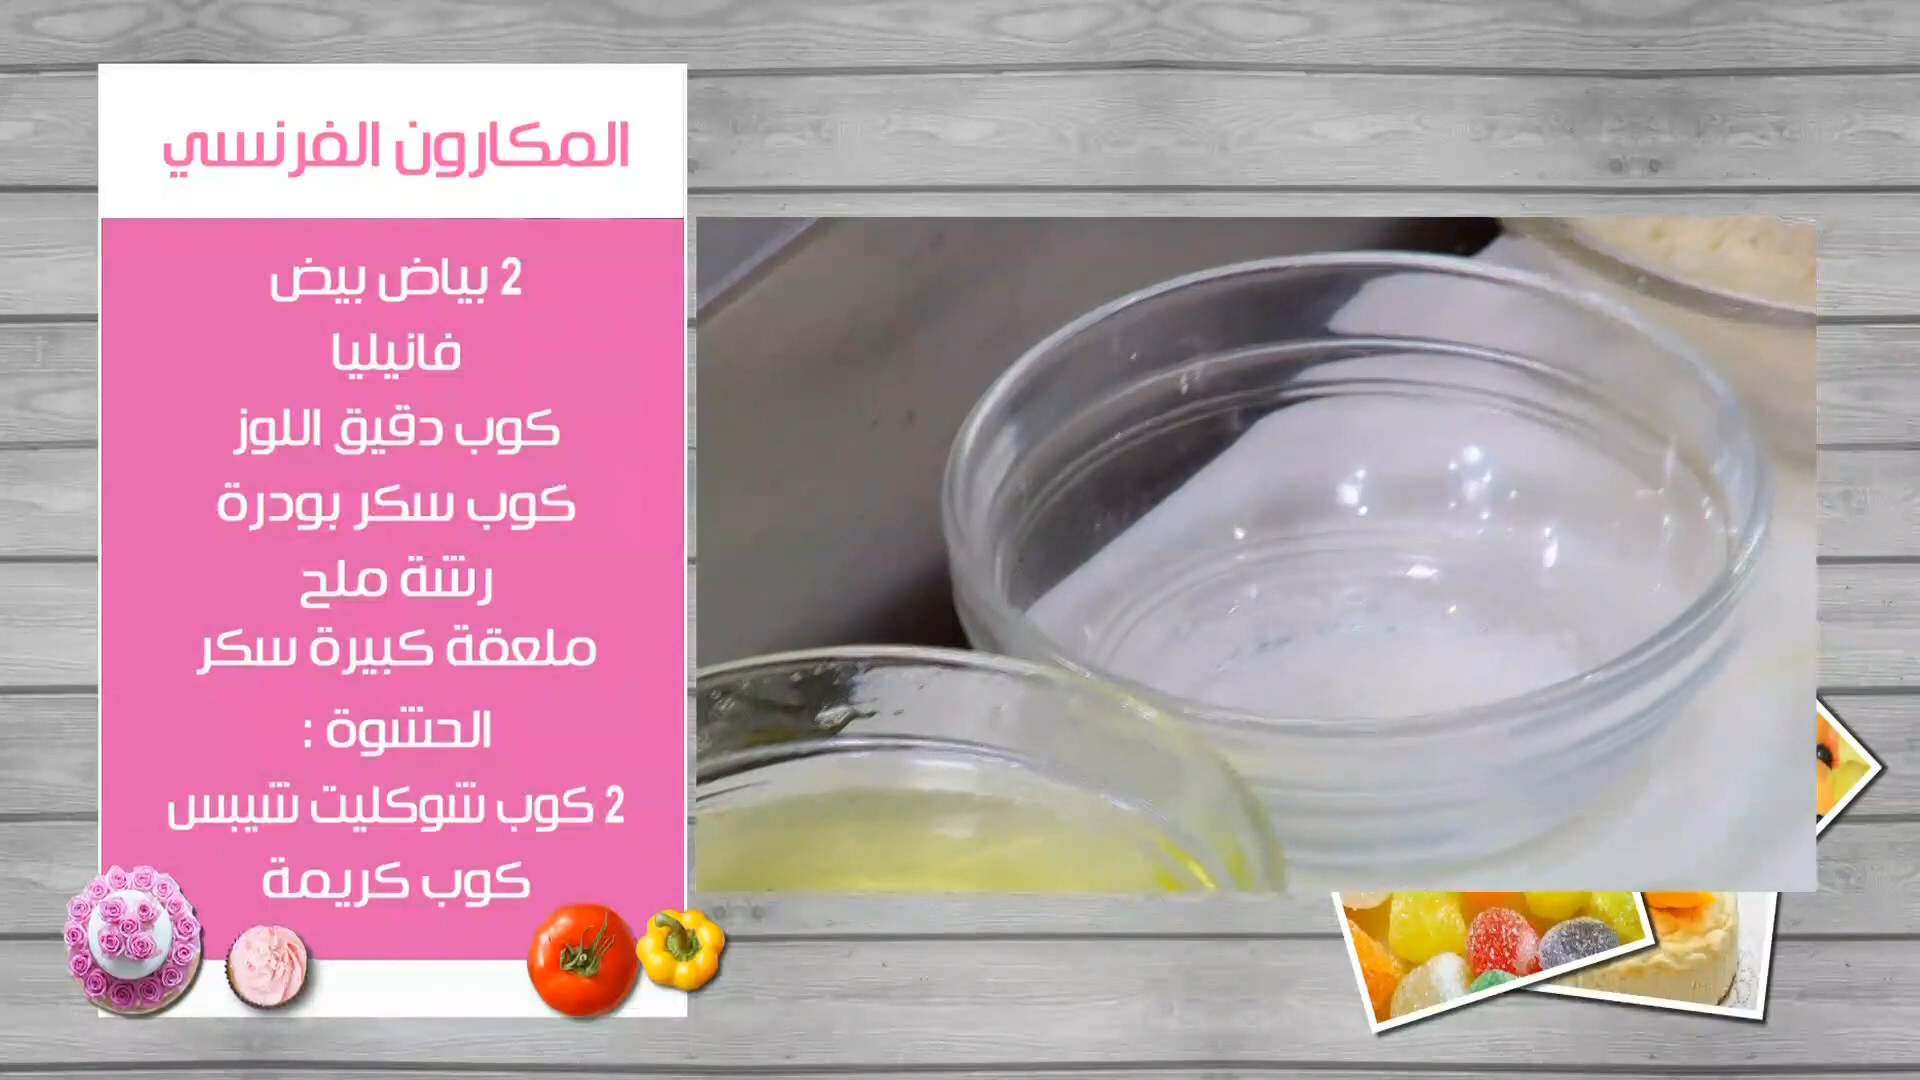 المكارون الفرنسي
2 بياض بيض
فانيليا
كوب دقيق اللوز
كوب سكر بودرة
رشة ملح
ملعقة كبيرة سكر
الحشوة :
2 كوب شوكليت شيبس
كوب كريمة